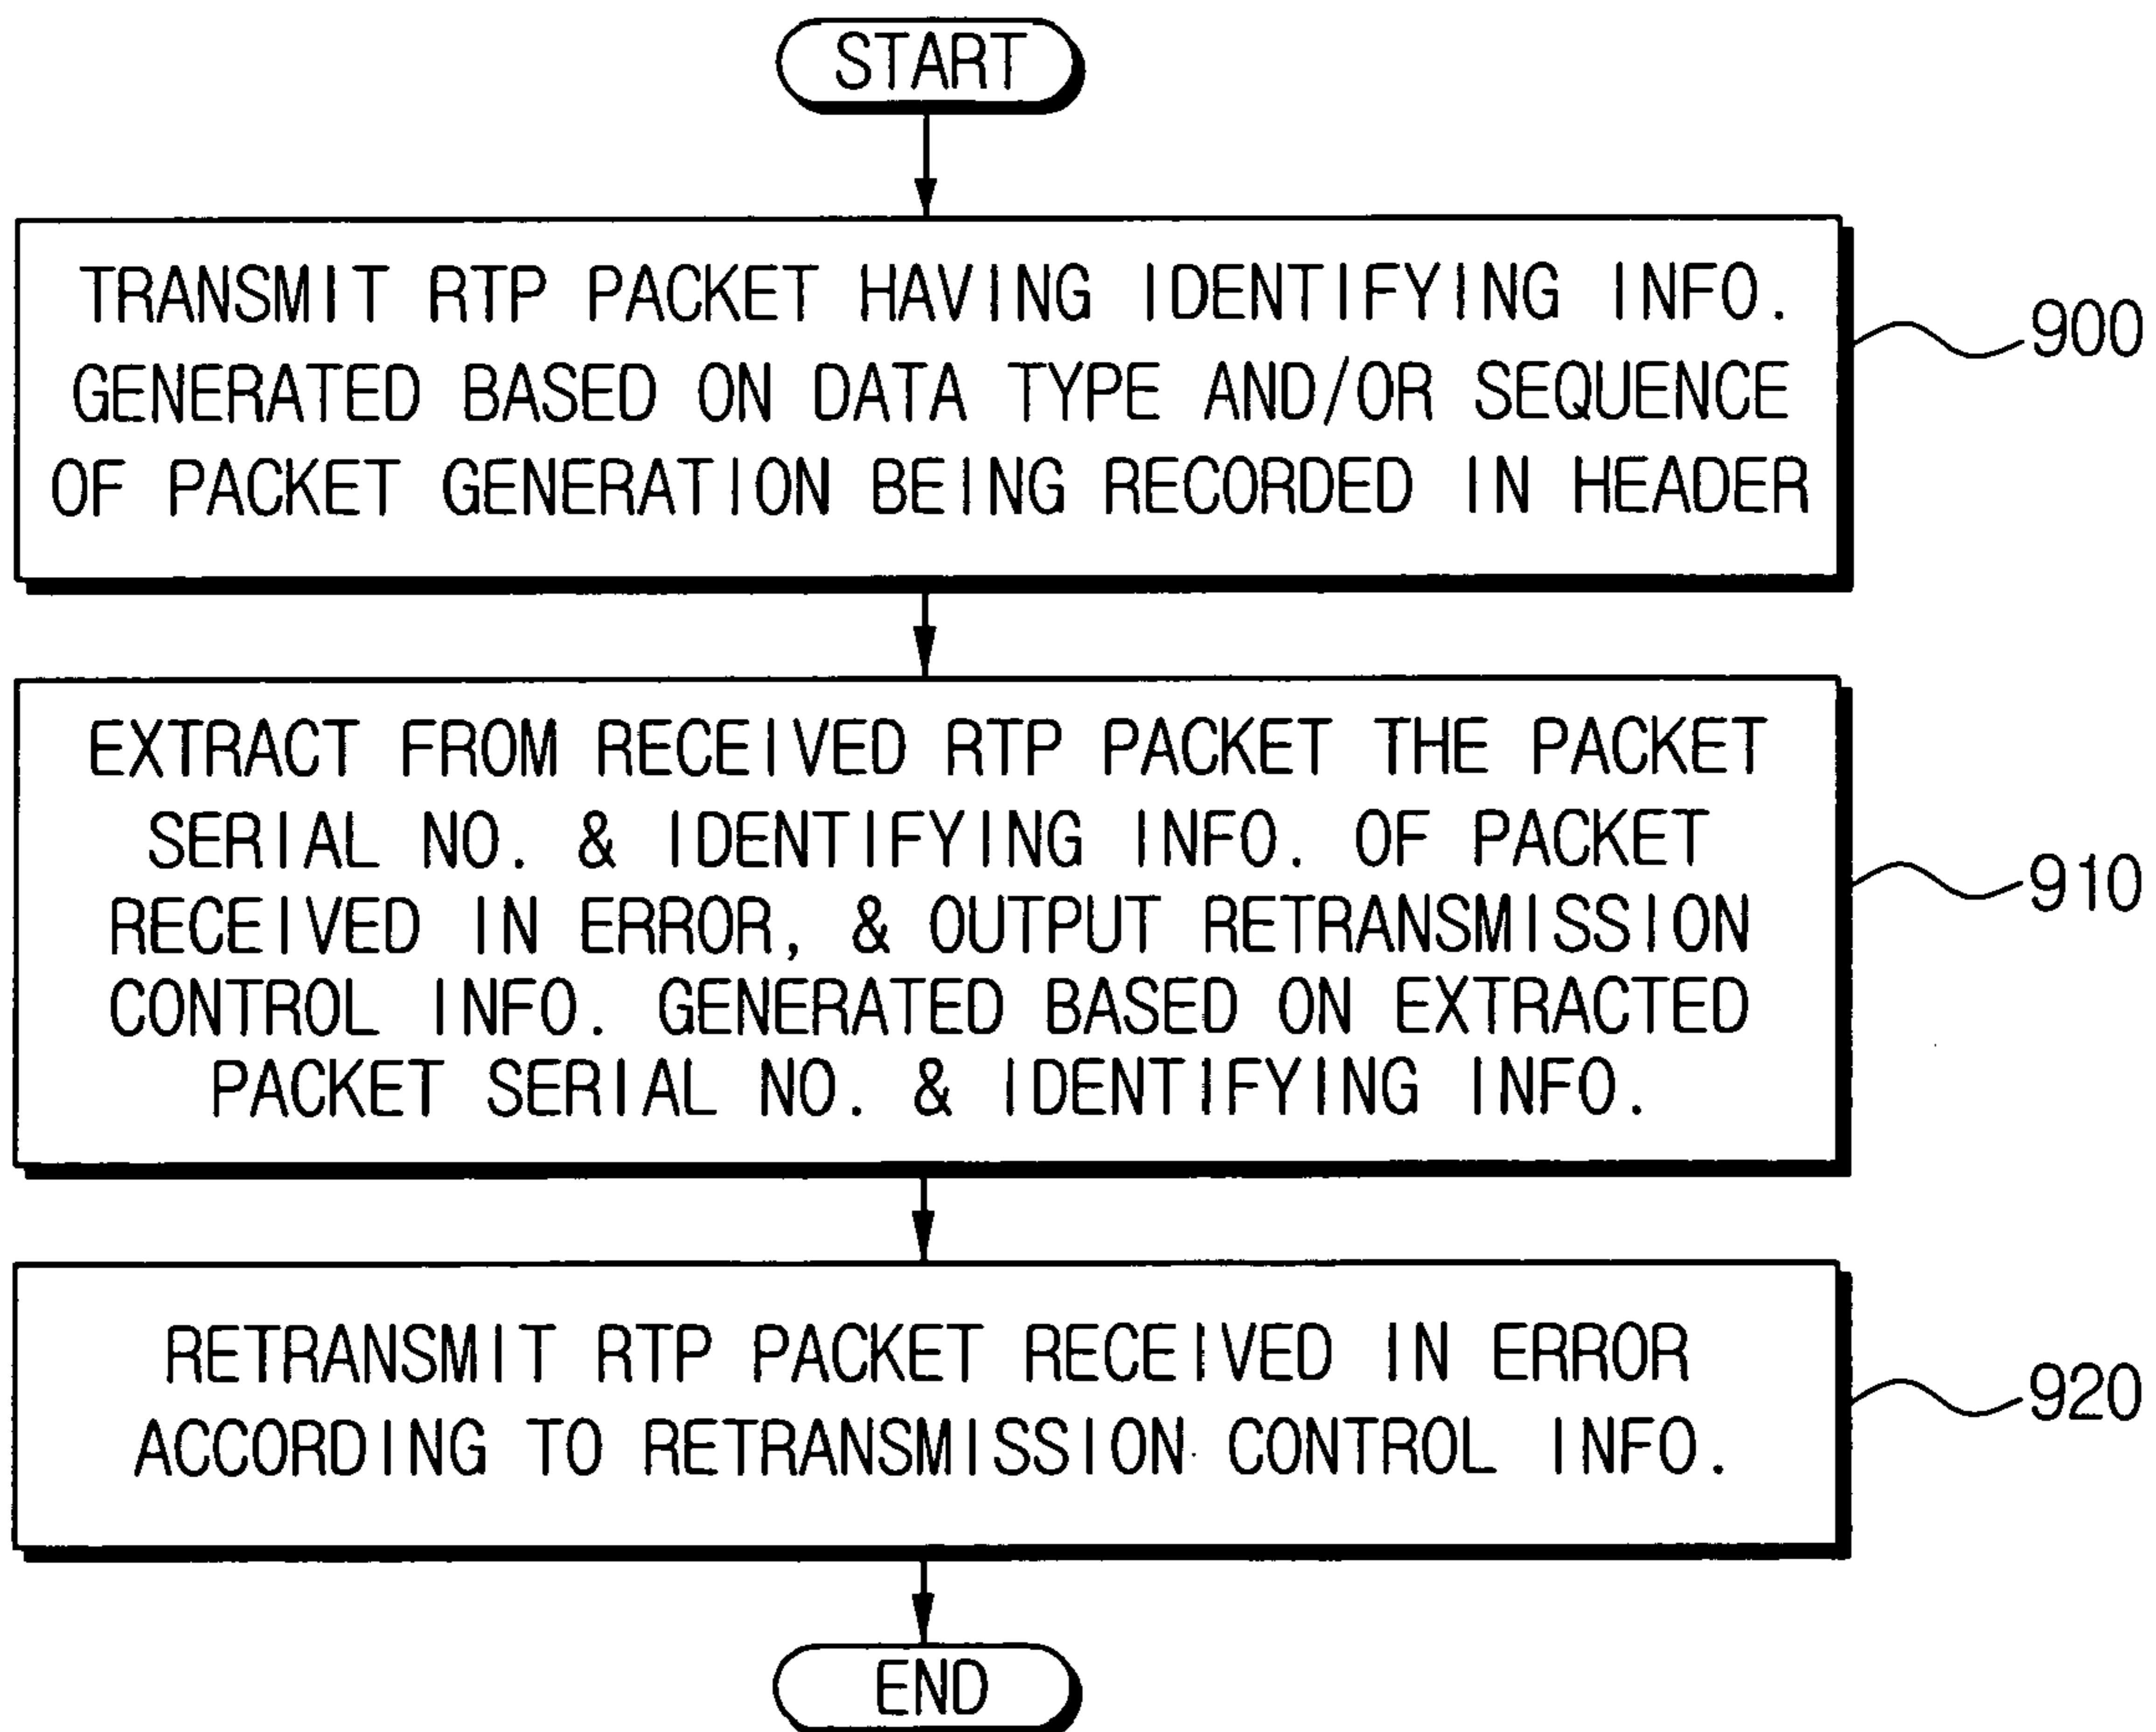 START
TRANSMIT RTP PACKET HAVING IDENTIFYING INFO.
GENERATED BASED ON DATA TYPE AND/OR SEQUENCE
OF PACKET GENERATION BEING RECORDED IN HEADER
900
EXTRACT FROM RECEIVED RTP PACKET THE PACKET
SERIAL NO. & IDENTIFYING INFO. OF PACKET
RECEIVED IN ERROR, & OUTPUT RETRANSMISSION
CONTROL INFO. GENERATED BASED ON EXTRACTED
PACKET SERIAL NO. & IDENTIFYING INFO.
910
RETRANSMIT RTP PACKET RECEIVED IN ERROR
ACCORDING TO RETRANSMISSION CONTROL INFO.
920
END